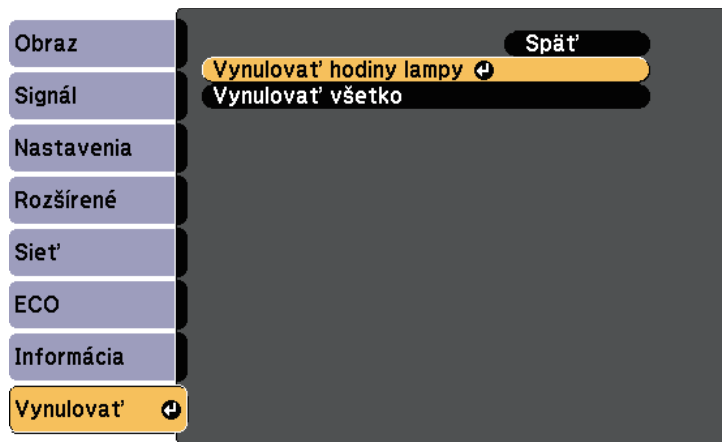 Obraz
Signál
Nastavenia
Rozšírené
Sieť
ECO
Informácia
Vynulovať
Späť
Vynulovať hodiny lampy
Vynulovať všetko